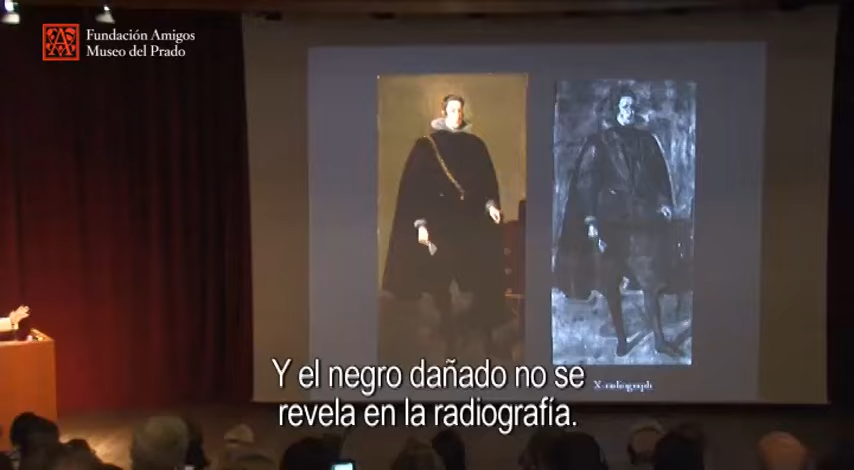 Fundación Amigos
Museo del Prado
X-radiograph
Y el negro dañado no se
revela en la radiografía.